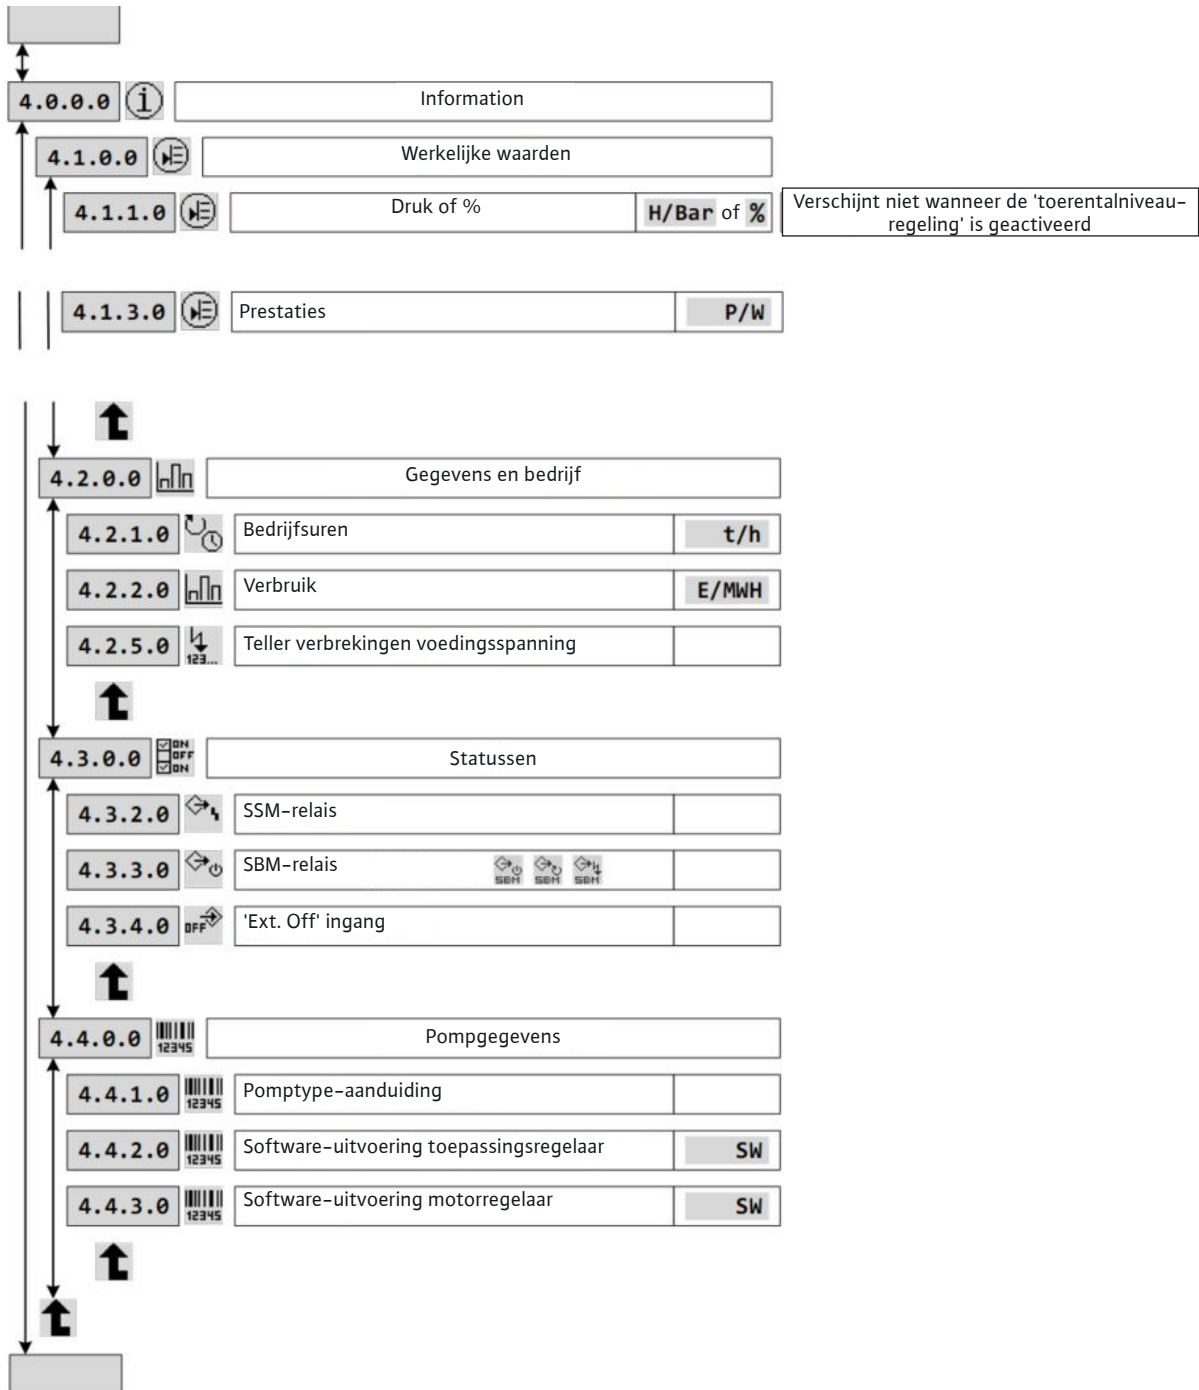 4.0.0.0 i Information
4.1.0.0 Werkelijke waarden
4.1.1.0 Druk of % H/Bar of %
Verschijnt niet wanneer de 'toerentalniveau-
regeling' is geactiveerd
4.1.3.0 Prestaties P/W
4.2.0.0 Gegevens en bedrijf
4.2.1.0 Bedrijfsuren t/h
4.2.2.0 Verbruik E/MWH
4.2.5.0 123... Teller verbrekingen voedingsspanning
4.3.0.0 ON
OFF
ON
Statussen
4.3.2.0 SSM-relais
4.3.3.0 SBM-relais SBM SBM SBM
4.3.4.0 OFF 'Ext. Off' ingang
4.4.0.0 12345 Pompgegevens
4.4.1.0 12345 Pomptype-aanduiding
4.4.2.0 12345 Software-uitvoering toepassingsregelaar SW
4.4.3.0 12345 Software-uitvoering motorregelaar SW